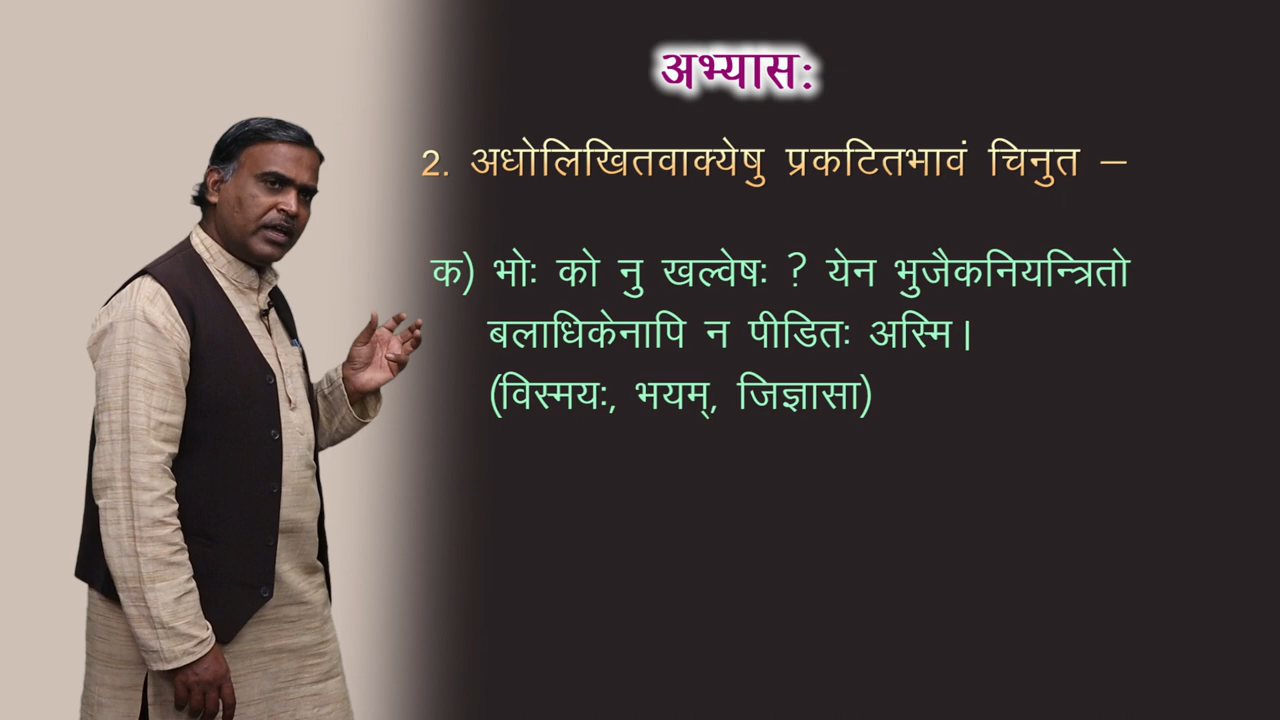 अभ्यासः
2. अधोलिखितवाक्येषु प्रकटितभावं चिनुत –
क) भोः को नु खल्वेषः ? येन भुजैकनियन्त्रितो
बलाधिकेनापि न पीडितः अस्मि।
(विस्मयः, भयम्, जिज्ञासा)